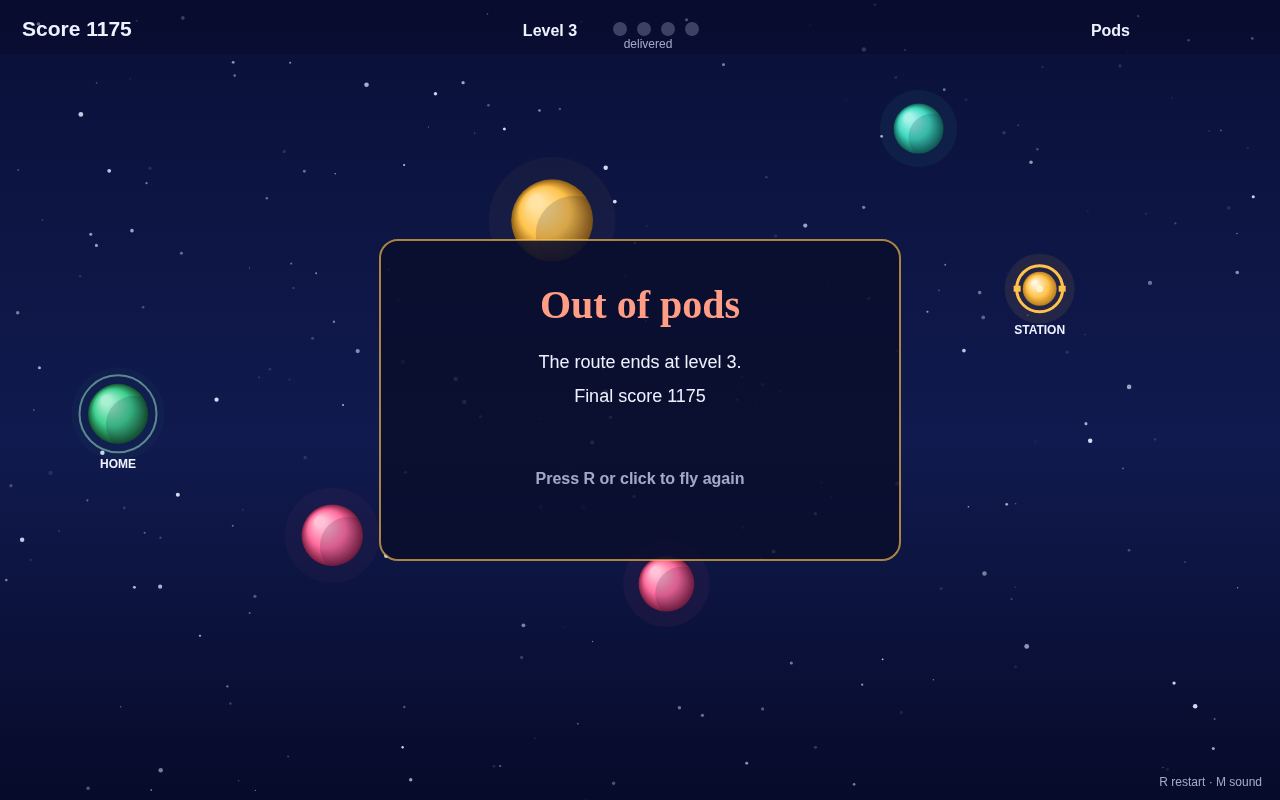 Score 1175
Level 3
delivered
Pods
STATION
Out of pods
The route ends at level 3.
Final score 1175
HOME
Press R or click to fly again
R restart · M sound